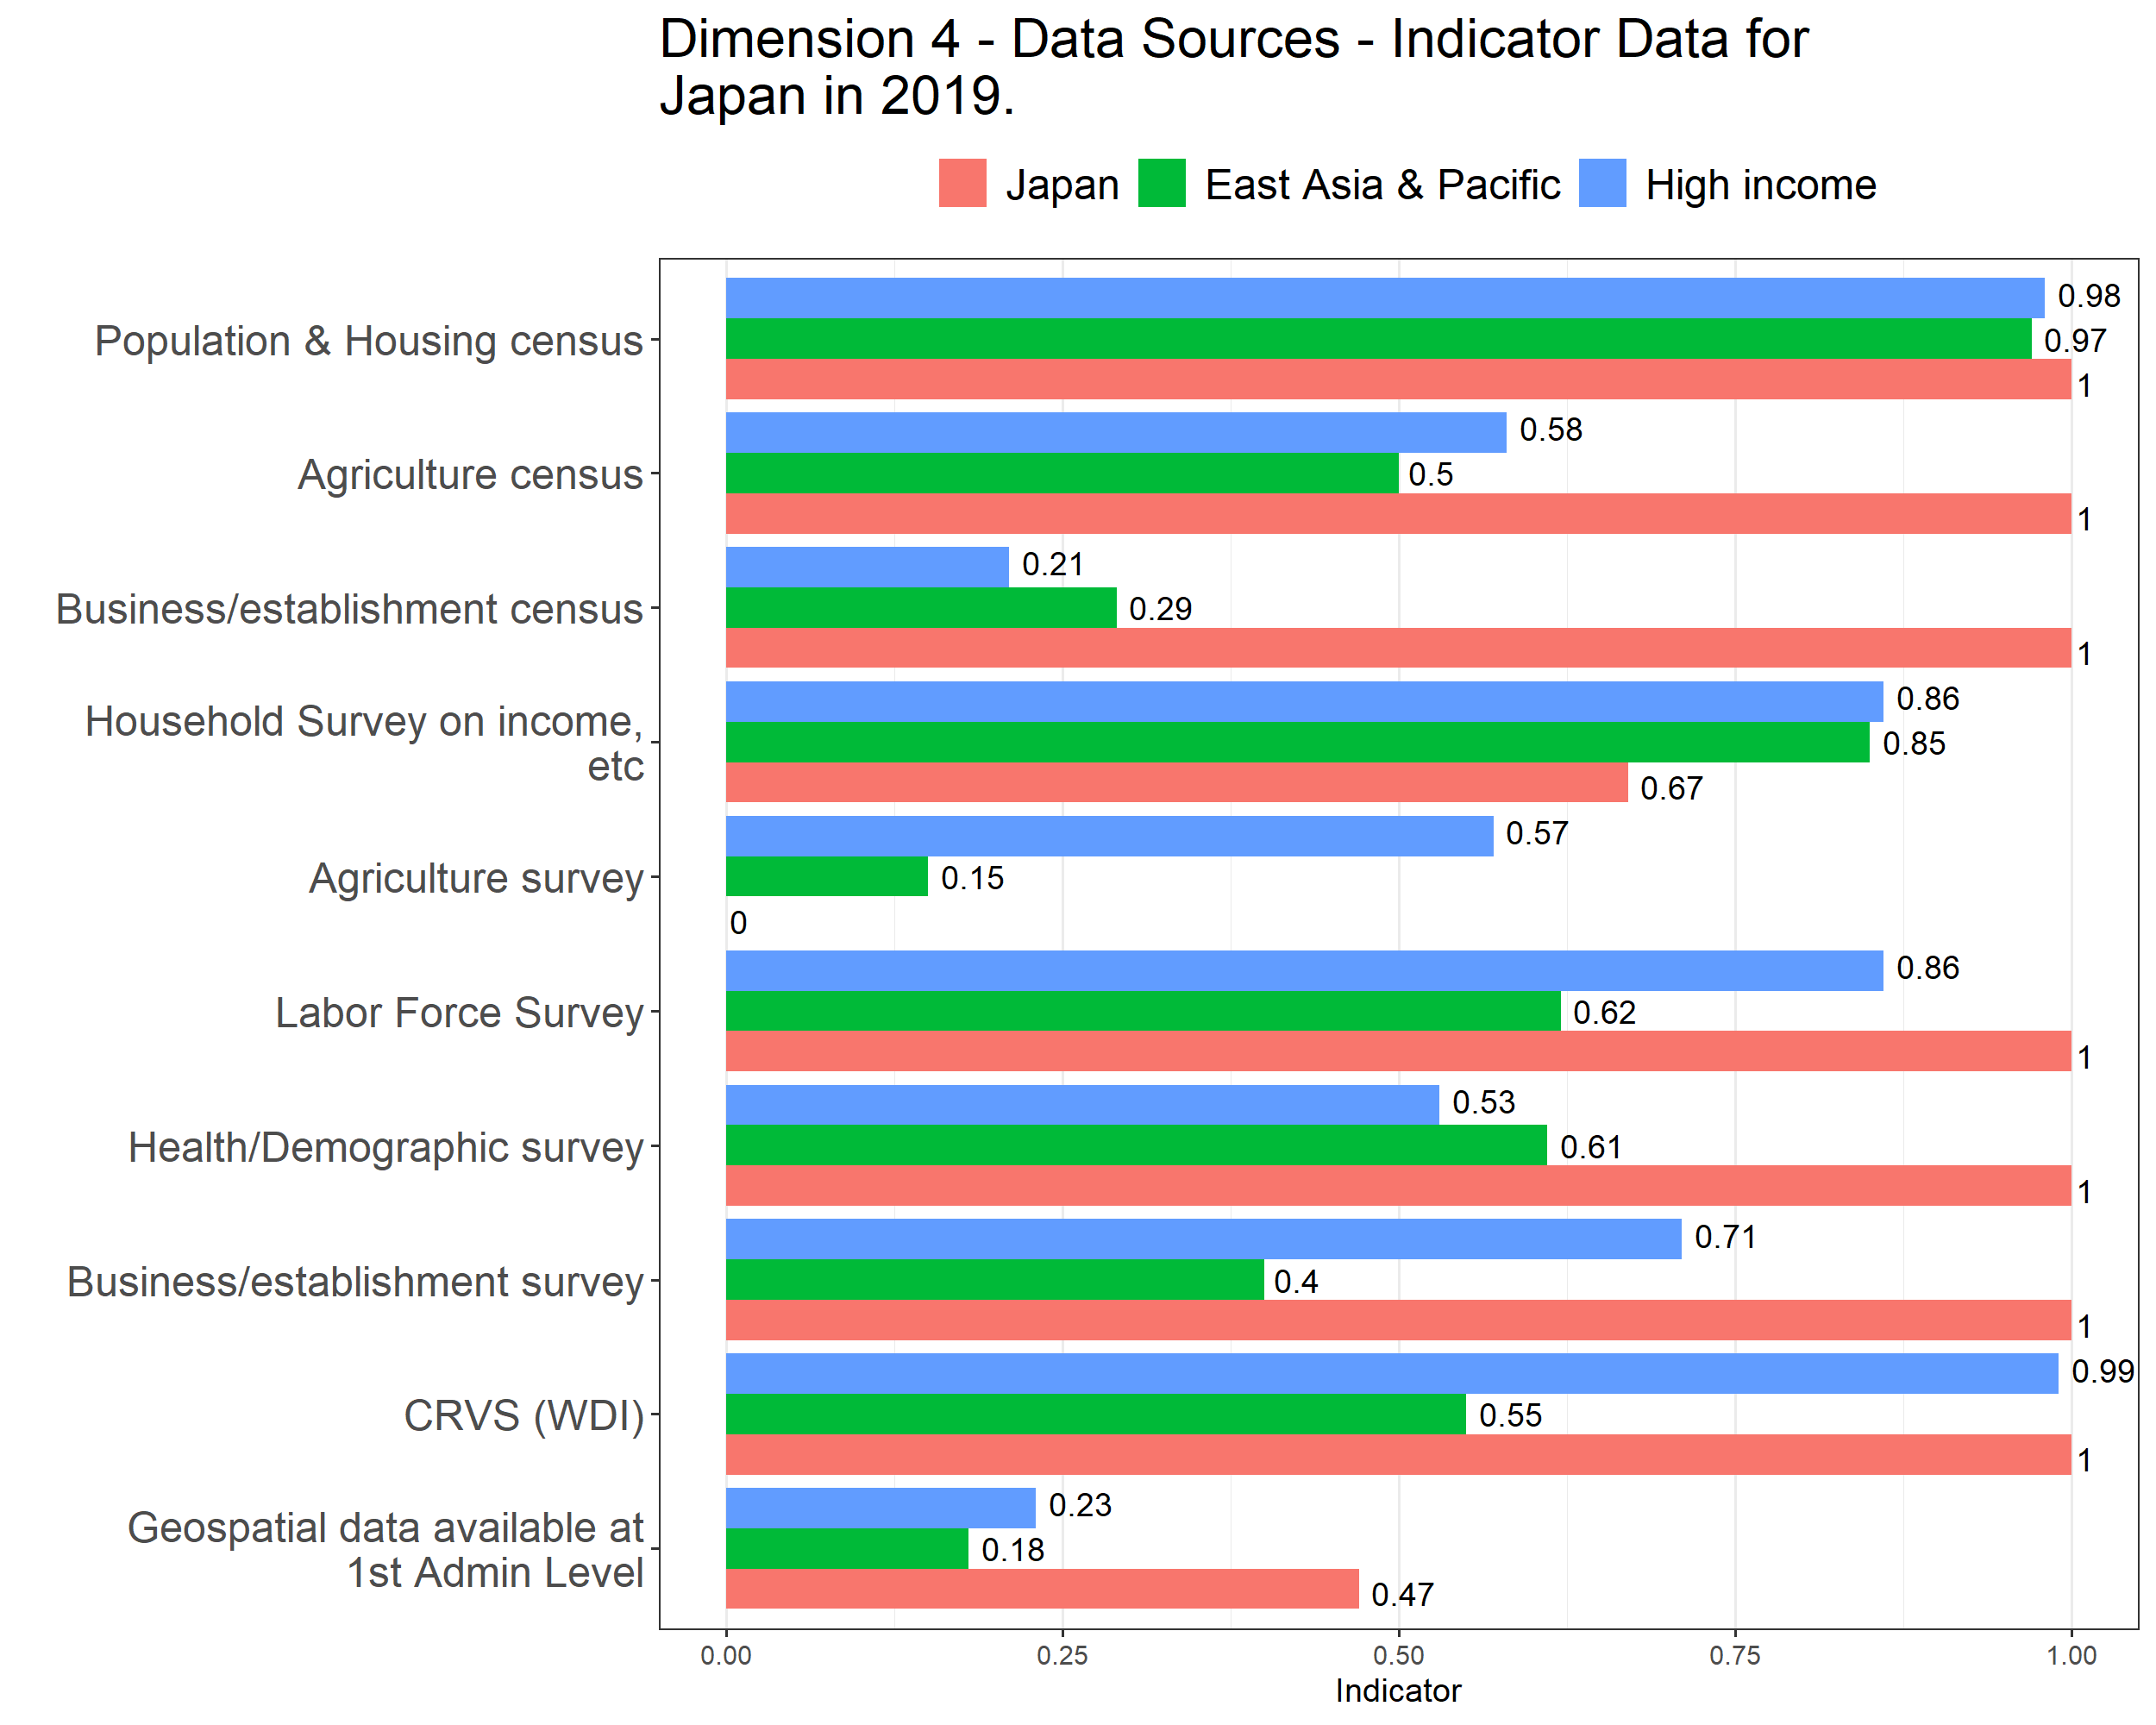 Dimension 4 - Data Sources - Indicator Data for
Japan in 2019.
Japan East Asia & Pacific High income
Population & Housing census
0.98
0.97
1
Agriculture census
0.58
0.5
1
Business/establishment census
0.21
0.29
1
Household Survey on income,
etc
0.86
0.85
0.67
Agriculture survey
0.57
0.15
0
Labor Force Survey
0.86
0.62
1
Health/Demographic survey
0.53
0.61
1
Business/establishment survey
0.71
0.4
1
CRVS (WDI)
0.99
0.55
1
Geospatial data available at
1st Admin Level
0.23
0.18
0.47
0.00 0.25 0.50 0.75 1.00
Indicator